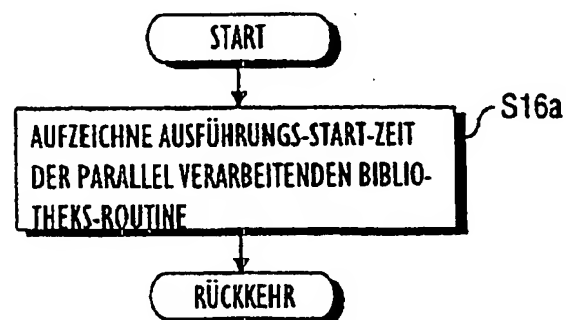 START
S16a
AUFZEICHNE AUSFÜHRUNGS-START-ZEIT
DER PARALLEL VERARBEITENDEN BIBLIO-
THEKS-ROUTINE
RÜCKKEHR